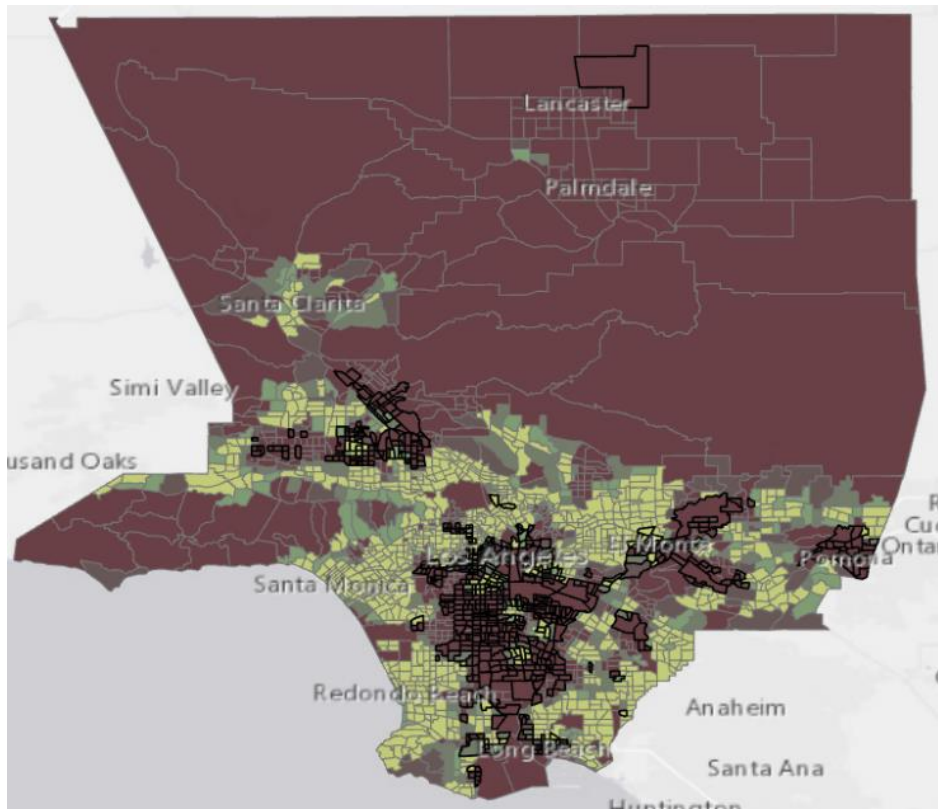 Lancaster
Palmdale
Santa Clarita
Simi Valley
usand Oaks
Los Angeles
El Monte
Pomona
Ontar
Santa Monica
Redondo Beach
Anaheim
Long Beach
Santa Ana
Huntington